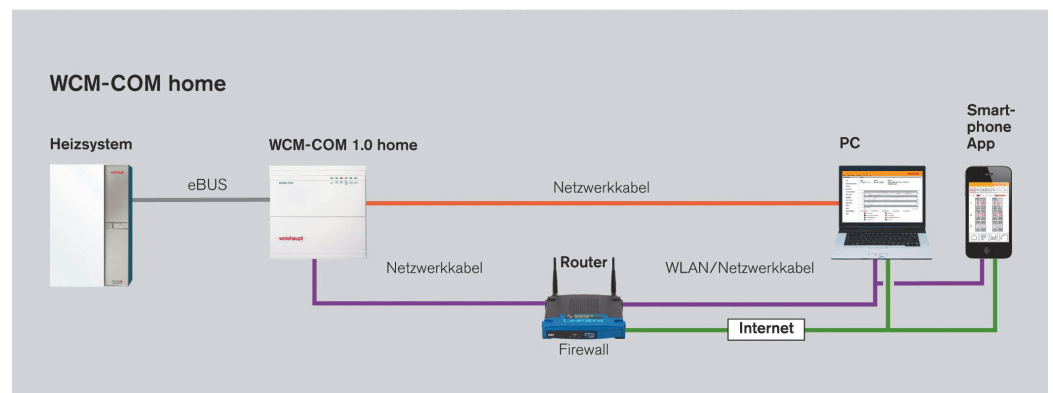 WCM-COM home
Smart-
phone
App
Heizsystem
WCM-COM 1.0 home
PC
eBUS
Netzwerkkabel
weishaupt
Netzwerkkabel
Router
WLAN/Netzwerkkabel
Internet
Firewall